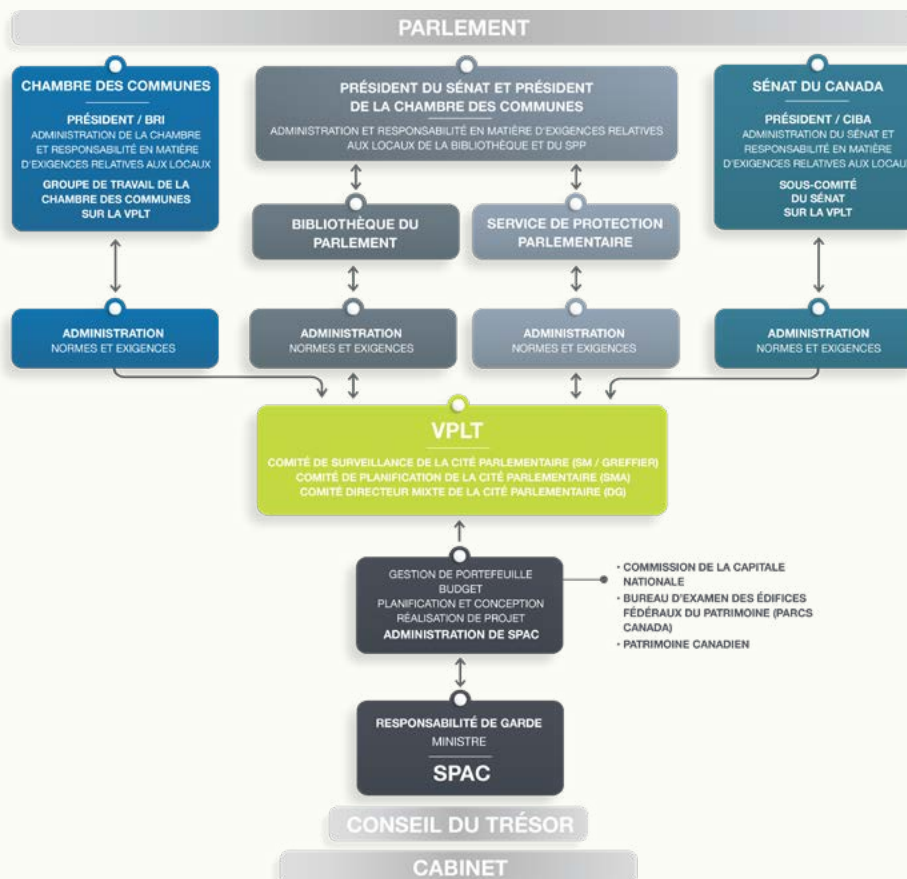 PARLEMENT
CHAMBRE DES COMMUNES
PRÉSIDENT / BRI
ADMINISTRATION DE LA CHAMBRE
ET RESPONSABILITÉ EN MATIÈRE
D'EXIGENCES RELATIVES AUX LOCAUX
GROUPE DE TRAVAIL DE LA
CHAMBRE DES COMMUNES
SUR LA VPLT
PRÉSIDENT DU SÉNAT ET PRÉSIDENT
DE LA CHAMBRE DES COMMUNES
ADMINISTRATION ET RESPONSABILITÉ EN MATIÈRE D'EXIGENCES RELATIVES
AUX LOCAUX DE LA BIBLIOTHÈQUE ET DU SPP
SÉNAT DU CANADA
PRÉSIDENT / CIBA
ADMINISTRATION DU SÉNAT ET
RESPONSABILITÉ EN MATIÈRE
D'EXIGENCES RELATIVES AUX LOCAUX
SOUS-COMITÉ
DU SÉNAT
SUR LA VPLT
BIBLIOTHÈQUE DU
PARLEMENT
SERVICE DE PROTECTION
PARLEMENTAIRE
ADMINISTRATION
NORMES ET EXIGENCES
ADMINISTRATION
NORMES ET EXIGENCES
ADMINISTRATION
NORMES ET EXIGENCES
ADMINISTRATION
NORMES ET EXIGENCES
VPLT
COMITÉ DE SURVEILLANCE DE LA CITÉ PARLEMENTAIRE (SM / GREFFIER)
COMITÉ DE PLANIFICATION DE LA CITÉ PARLEMENTAIRE (SMA)
COMITÉ DIRECTEUR MIXTE DE LA CITÉ PARLEMENTAIRE (DG)
GESTION DE PORTEFEUILLE
BUDGET
PLANIFICATION ET CONCEPTION
RÉALISATION DE PROJET
ADMINISTRATION DE SPAC
• COMMISSION DE LA CAPITALE
NATIONALE
• BUREAU D'EXAMEN DES ÉDIFICES
FÉDÉRAUX DU PATRIMOINE (PARCS
CANADA)
• PATRIMOINE CANADIEN
RESPONSABILITÉ DE GARDE
MINISTRE
SPAC
CONSEIL DU TRÉSOR
CABINET